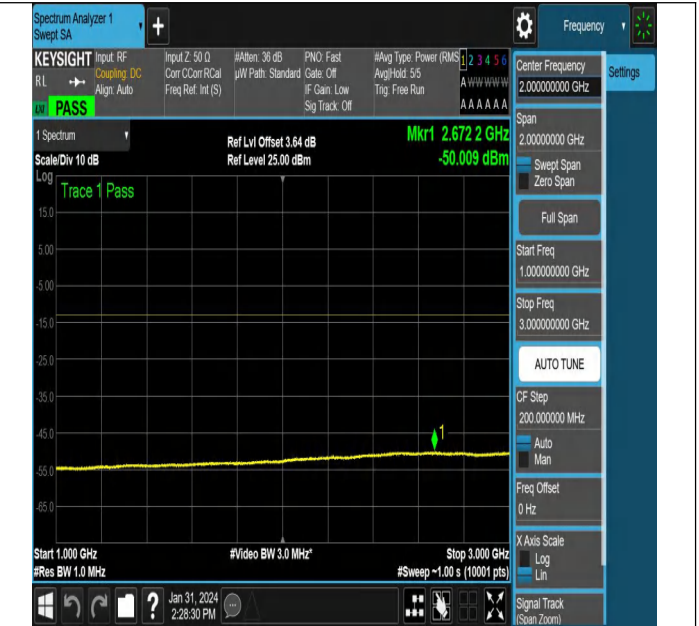 Spectrum Analyzer 1
Swept SA
+
Frequency
KEYSIGHT
RL
LXI PASS
Input: RF
Coupling: DC
Align: Auto
Input Z: 50 Ω
Corr CCorr RCal
Freq Ref: Int (S)
#Atten: 36 dB
µW Path: Standard
PNO: Fast
Gate: Off
IF Gain: Low
Sig Track: Off
#Avg Type: Power (RMS
Avg|Hold: 5/5
Trig: Free Run
1 2 3 4 5 6
A W W W W W
A A A A A A
1 Spectrum
Scale/Div 10 dB
Ref Lvl Offset 3.64 dB
Ref Level 25.00 dBm
Mkr1 2.672 2 GHz
-50.009 dBm
Log
Trace 1 Pass
15.0
5.00
-5.00
-15.0
-25.0
-35.0
-45.0
-55.0
-65.0
1
Start 1.000 GHz
#Res BW 1.0 MHz
#Video BW 3.0 MHz*
Stop 3.000 GHz
#Sweep ~1.00 s (10001 pts)
Jan 31, 2024
2:28:30 PM
Center Frequency
2.000000000 GHz
Settings
Span
2.00000000 GHz
Swept Span
Zero Span
Full Span
Start Freq
1.000000000 GHz
Stop Freq
3.000000000 GHz
AUTO TUNE
CF Step
200.000000 MHz
Auto
Man
Freq Offset
0 Hz
X Axis Scale
Log
Lin
Signal Track
(Span Zoom)